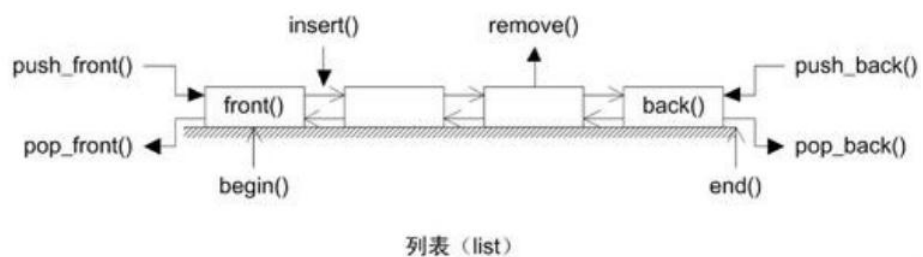 insert() remove()
push_front() push_back()
front() back()
pop_front() pop_back()
begin() end()
列表（list）